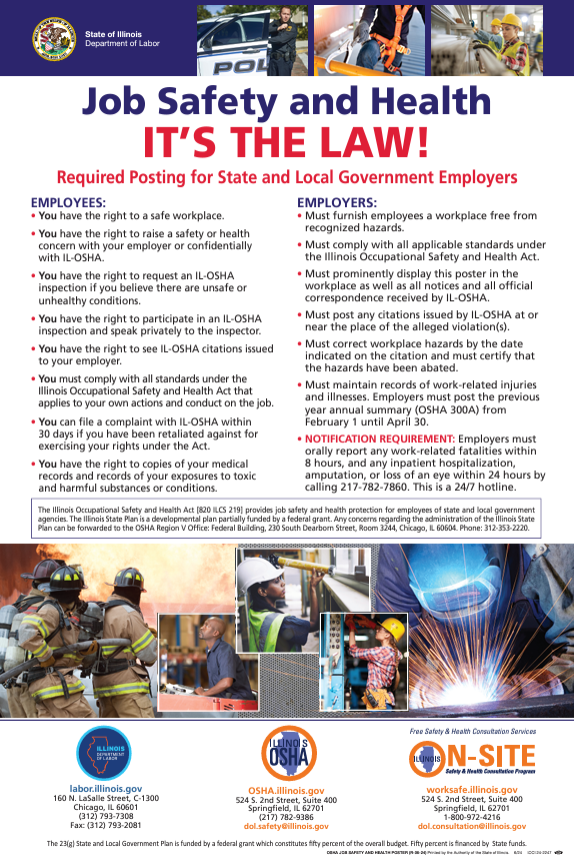 State of Illinois
Department of Labor
POLI
Job Safety and Health
IT'S THE LAW!
Required Posting for State and Local Government Employers
EMPLOYEES:
• You have the right to a safe workplace.
• You have the right to raise a safety or health
concern with your employer or confidentially
with IL-OSHA.
• You have the right to request an IL-OSHA
inspection if you believe there are unsafe or
unhealthy conditions.
• You have the right to participate in an IL-OSHA
inspection and speak privately to the inspector.
• You have the right to see IL-OSHA citations issued
to your employer.
• You must comply with all standards under the
Illinois Occupational Safety and Health Act that
applies to your own actions and conduct on the job.
• You can file a complaint with IL-OSHA within
30 days if you have been retaliated against for
exercising your rights under the Act.
• You have the right to copies of your medical
records and records of your exposures to toxic
and harmful substances or conditions.
EMPLOYERS:
• Must furnish employees a workplace free from
recognized hazards.
• Must comply with all applicable standards under
the Illinois Occupational Safety and Health Act.
• Must prominently display this poster in the
workplace as well as all notices and all official
correspondence received by IL-OSHA.
• Must post any citations issued by IL-OSHA at or
near the place of the alleged violation(s).
• Must correct workplace hazards by the date
indicated on the citation and must certify that
the hazards have been abated.
• Must maintain records of work-related injuries
and illnesses. Employers must post the previous
year annual summary (OSHA 300A) from
February 1 until April 30.
• NOTIFICATION REQUIREMENT: Employers must
orally report any work-related fatalities within
8 hours, and any inpatient hospitalization,
amputation, or loss of an eye within 24 hours by
calling 217-782-7860. This is a 24/7 hotline.
The Illinois Occupational Safety and Health Act [820 ILCS 219] provides job safety and health protection for employees of state and local government
agencies. The Illinois State Plan is a developmental plan partially funded by a federal grant. Any concerns regarding the administration of the Illinois State
Plan can be forwarded to the OSHA Region V Office: Federal Building, 230 South Dearborn Street, Room 3244, Chicago, IL 60604. Phone: 312-353-2220.
ILLINOIS
DEPARTMENT
OF LABOR
labor.illinois.gov
160 N. LaSalle Street, C-1300
Chicago, IL 60601
(312) 793-7308
Fax: (312) 793-2081
ILLINOIS
OSHA
OSHA.illinois.gov
524 S. 2nd Street, Suite 400
Springfield, IL 62701
(217) 782-9386
dol.safety@illinois.gov
Free Safety & Health Consultation Services
ILLINOIS
ON-SITE
Safety & Health Consultation Program
worksafe.illinois.gov
524 S. 2nd Street, Suite 400
Springfield, IL 62701
1-800-972-4216
dol.consultation@illinois.gov
The 23(g) State and Local Government Plan is funded by a federal grant which constitutes fifty percent of the overall budget. Fifty percent is financed by State funds.
Printed by the Authority of the State of Illinois